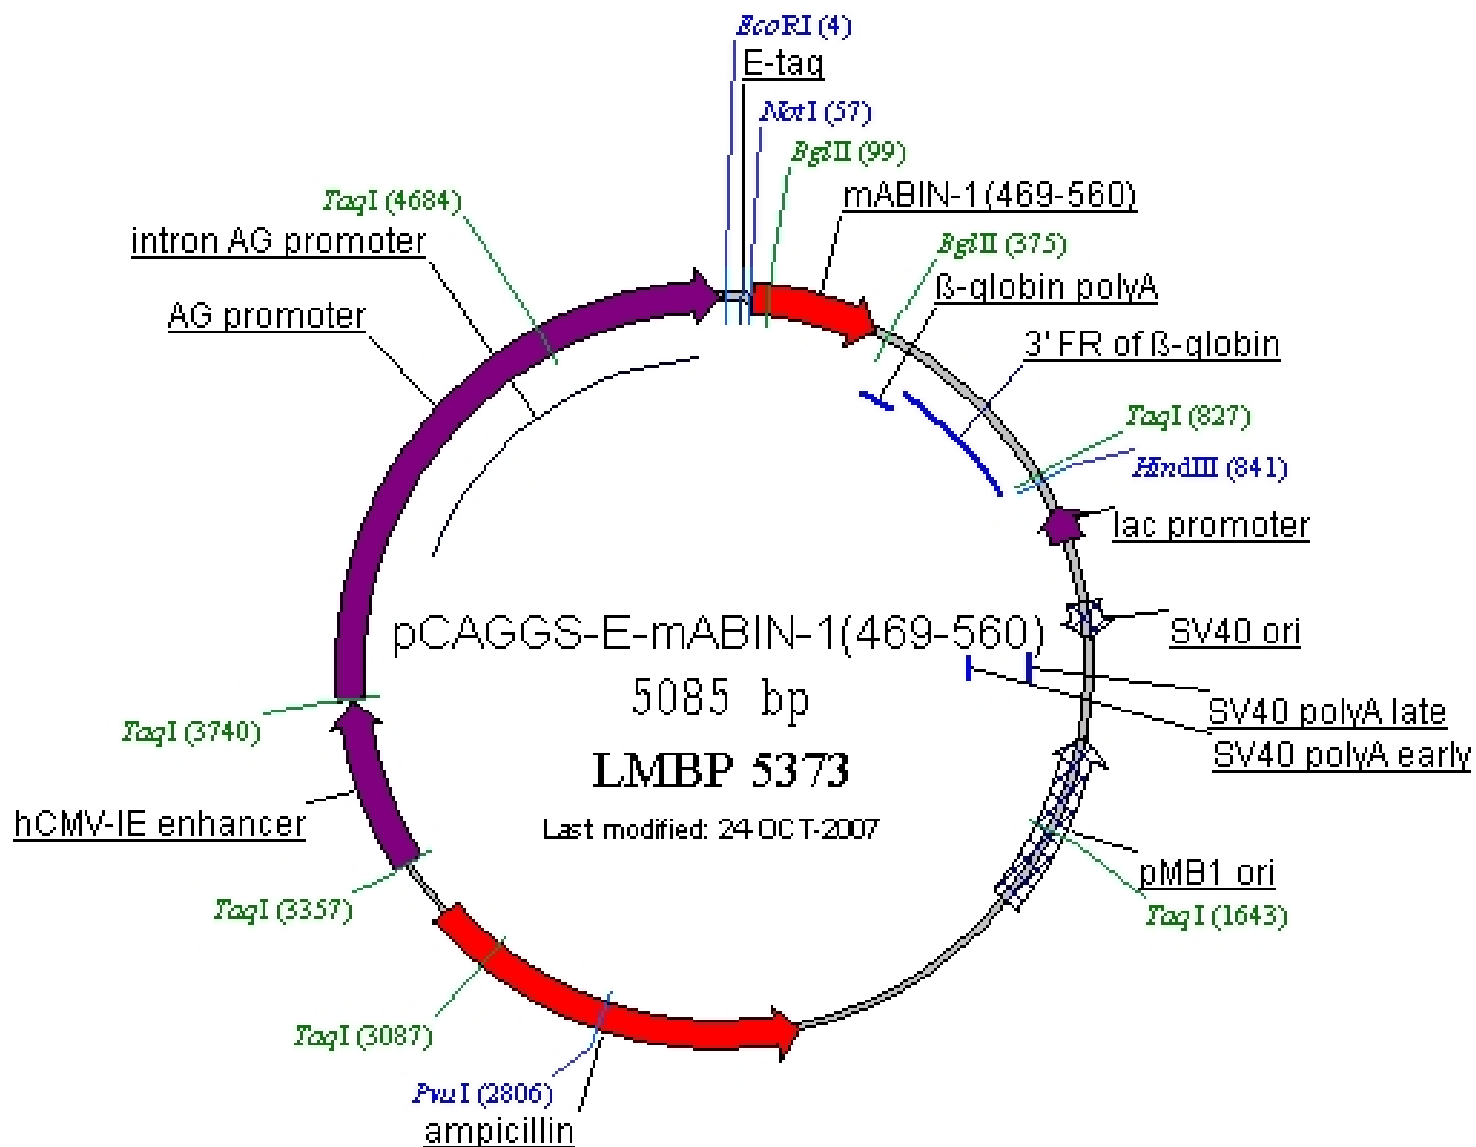 EcoRI (4)
E-tag
NotI (57)
BglII (99)
mABIN-1(469-560)
TaqI (4684)
intron AG promoter
BglII (375)
ß-globin polyA
AG promoter
3' FR of ß-globin
TaqI (827)
HindIII (841)
lac promoter
pCAGGS-E-mABIN-1(469-560)
SV40 ori
5085 bp
SV40 polyA late
TaqI (3740)
SV40 polyA early
LMBP 5373
hCMV-IE enhancer
Last modified: 24-OCT-2007
pMB1 ori
TaqI (3357)
TaqI (1643)
TaqI (3087)
PvuI (2806)
ampicillin